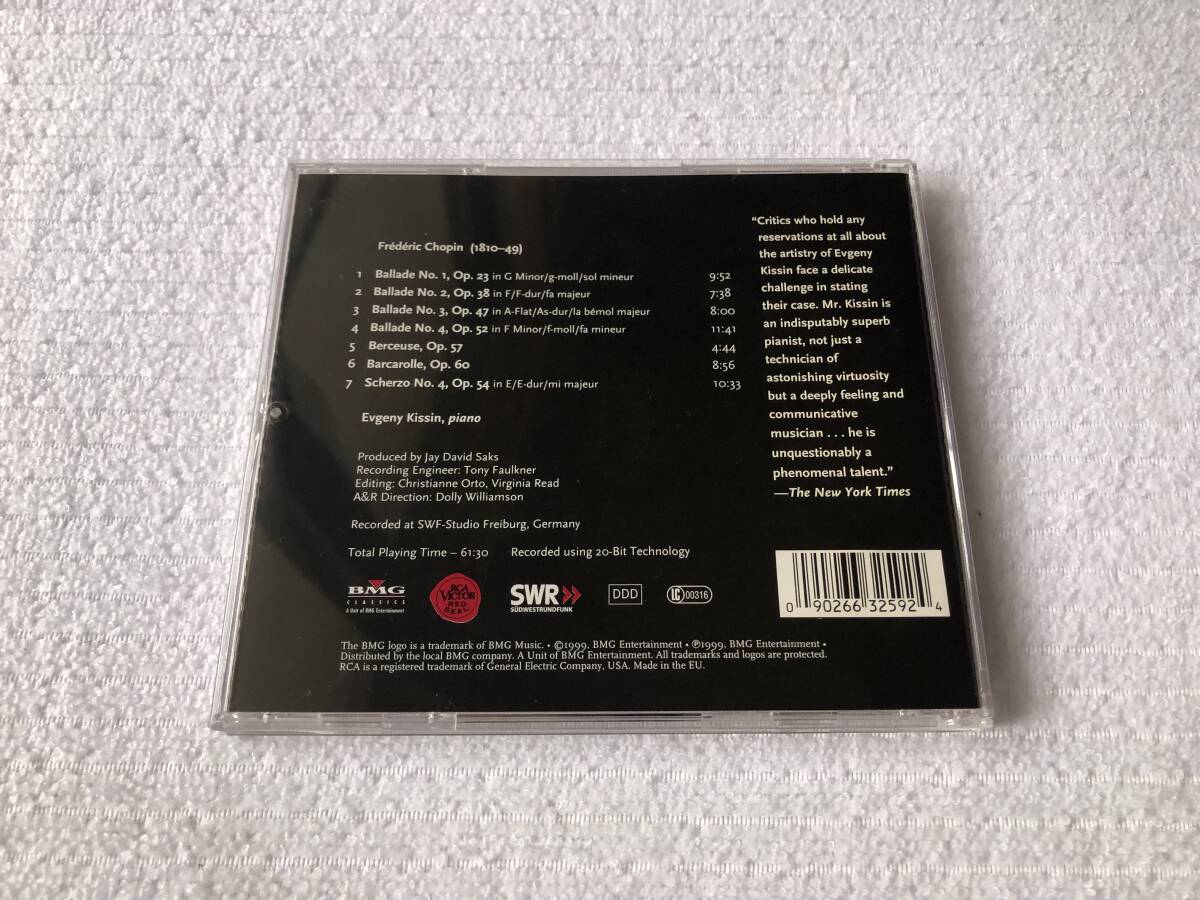 Frédéric Chopin (1810–49)
1 Ballade No. 1, Op. 23 in G Minor/g-moll/sol mineur 9:52
2 Ballade No. 2, Op. 38 in F/F-dur/fa majeur 7:38
3 Ballade No. 3, Op. 47 in A-Flat/As-dur/la bémol majeur 8:00
4 Ballade No. 4, Op. 52 in F Minor/f-moll/fa mineur 11:41
5 Berceuse, Op. 57 4:44
6 Barcarolle, Op. 60 8:56
7 Scherzo No. 4, Op. 54 in E/E-dur/mi majeur 10:33
Evgeny Kissin, piano
Produced by Jay David Saks
Recording Engineer: Tony Faulkner
Editing: Christianne Orto, Virginia Read
A&R Direction: Dolly Williamson
Recorded at SWF-Studio Freiburg, Germany
Total Playing Time – 61:30 Recorded using 20-Bit Technology
"Critics who hold any
reservations at all about
the artistry of Evgeny
Kissin face a delicate
challenge in stating
their case. Mr. Kissin is
an indisputably superb
pianist, not just a
technician of
astonishing virtuosity
but a deeply feeling and
communicative
musician . . . he is
unquestionably a
phenomenal talent."
—The New York Times
BMG
CLASSICS
A Unit of BMG Entertainment
RCA
VICTOR
RED
SEAL
SWR
SÜDWESTRUNDFUNK
DDD
LC 00316
0 90266 32592 4
The BMG logo is a trademark of BMG Music. • ©1999, BMG Entertainment • ℗1999, BMG Entertainment •
Distributed by the local BMG company. A Unit of BMG Entertainment. All trademarks and logos are protected.
RCA is a registered trademark of General Electric Company, USA. Made in the EU.